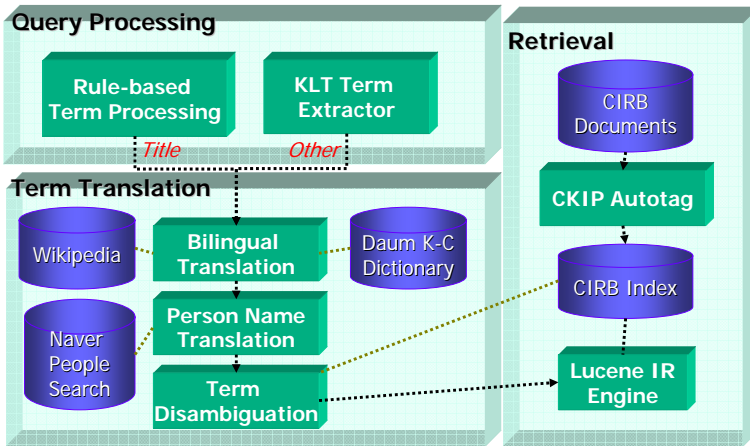 Query Processing
Rule-based
Term Processing
KLT Term
Extractor
Title
Other
Term Translation
Wikipedia
Bilingual
Translation
Daum K-C
Dictionary
Naver
People
Search
Person Name
Translation
Term
Disambiguation
Retrieval
CIRB
Documents
CKIP Autotag
CIRB Index
Lucene IR
Engine